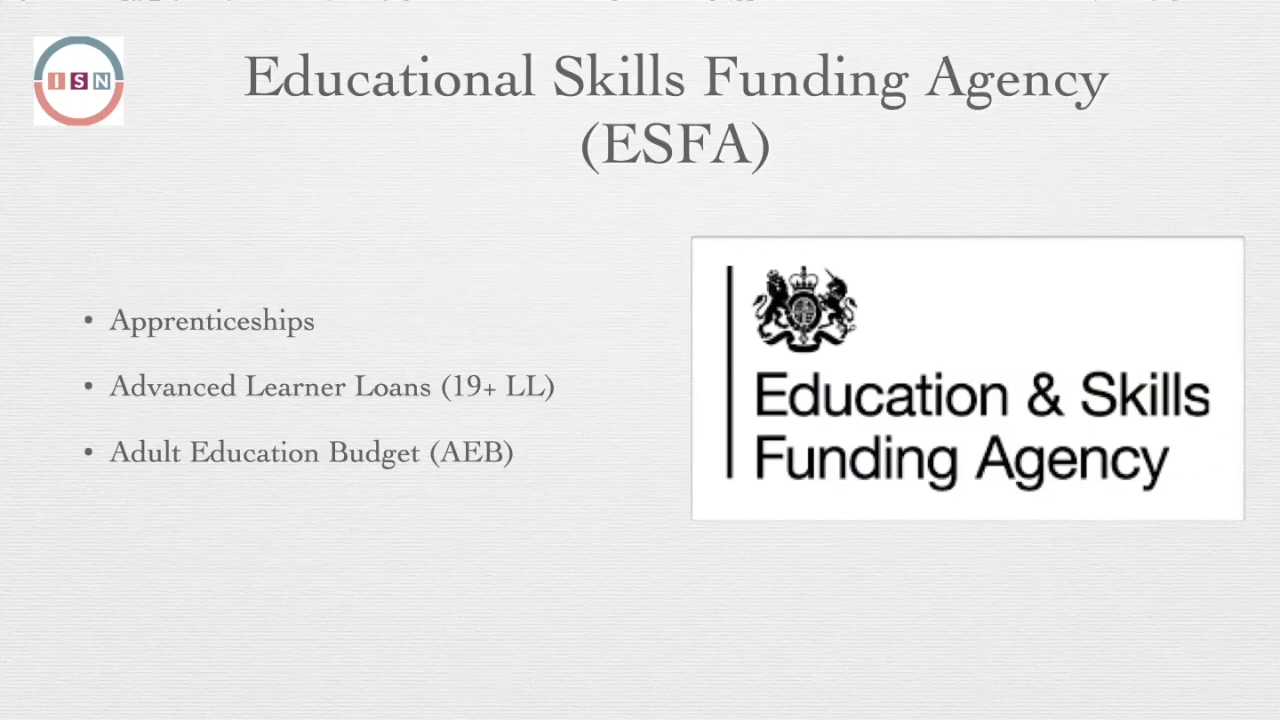 ISN
Educational Skills Funding Agency
(ESFA)
• Apprenticeships
• Advanced Learner Loans (19+ LL)
• Adult Education Budget (AEB)
Education & Skills
Funding Agency